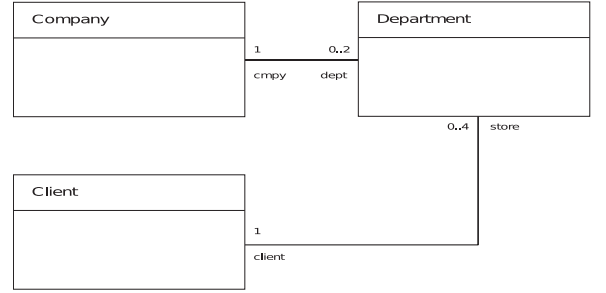 Company
Department
1
0..2
cmpy
dept
0..4
store
Client
1
client